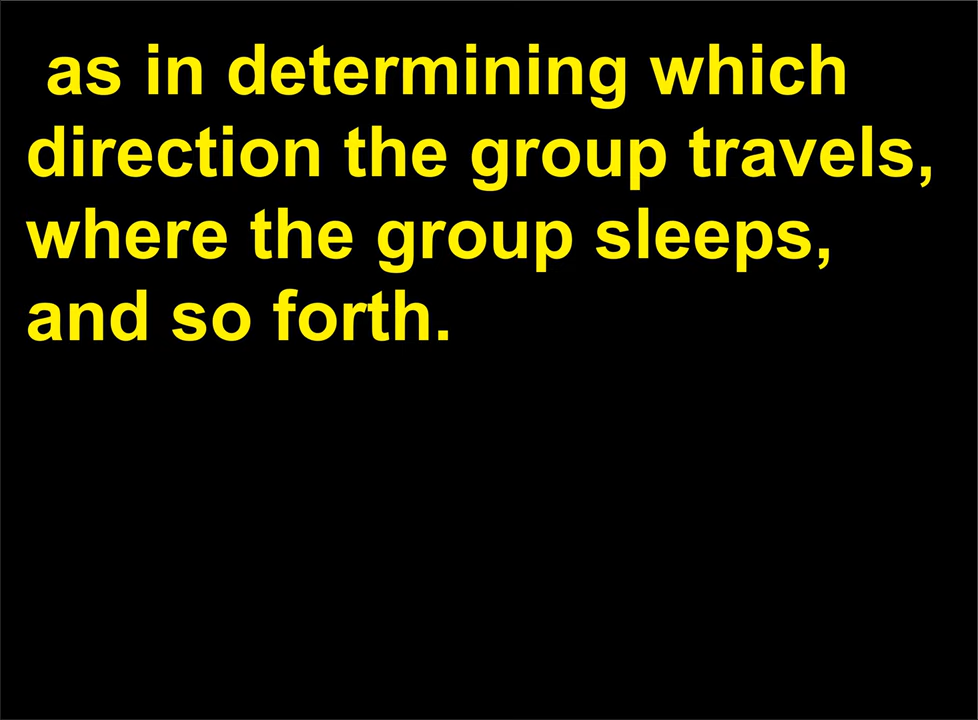 as in determining which
direction the group travels,
where the group sleeps,
and so forth.